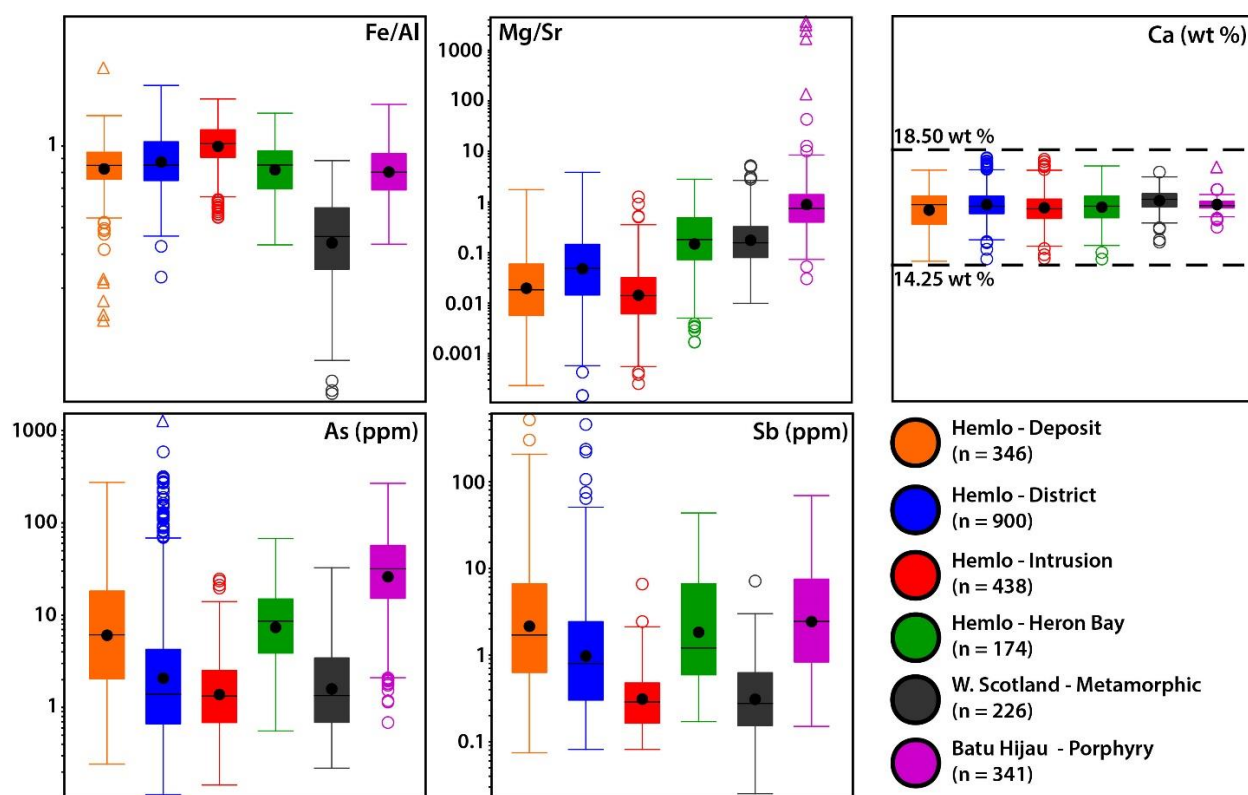 Fe/Al
1
Mg/Sr
1000
100
10
1
0.1
0.01
0.001
Ca (wt %)
18.50 wt %
14.25 wt %
As (ppm)
1000
100
10
1
Sb (ppm)
100
10
1
0.1
Hemlo - Deposit
(n = 346)
Hemlo - District
(n = 900)
Hemlo - Intrusion
(n = 438)
Hemlo - Heron Bay
(n = 174)
W. Scotland - Metamorphic
(n = 226)
Batu Hijau - Porphyry
(n = 341)